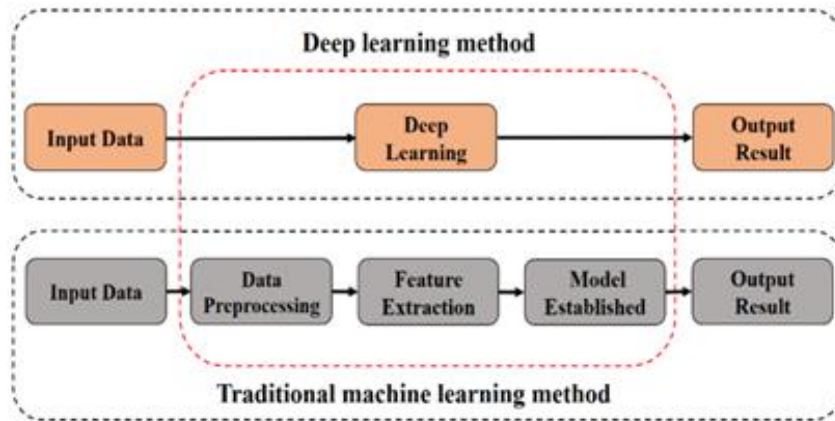 Deep learning method
Input Data
Deep
Learning
Output
Result
Input Data
Data
Preprocessing
Feature
Extraction
Model
Established
Output
Result
Traditional machine learning method